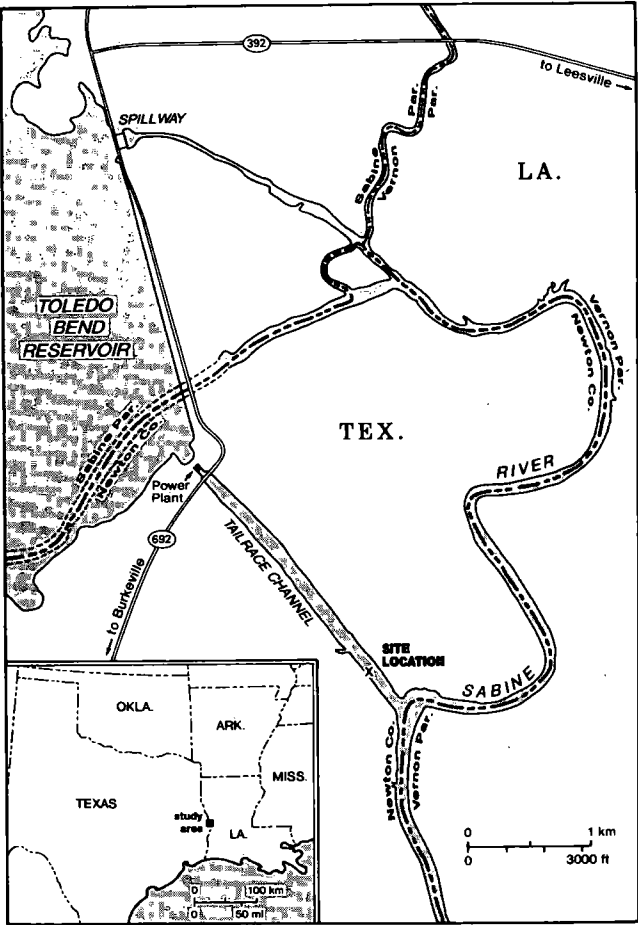 392
to Leesville
SPILLWAY
Par.
Par.
Sabine
Vernon
LA.
TOLEDO
BEND
RESERVOIR
Vernon Par.
Newton Co.
TEX.
Sabine Par.
Newton Co.
RIVER
Power
Plant
692
to Burkeville
TAILRACE CHANNEL
SITE
LOCATION
SABINE
Newton Co.
Vernon Par.
OKLA.
ARK.
MISS.
TEXAS
study
area
LA.
0 100 km
0 50 mi
0 1 km
0 3000 ft